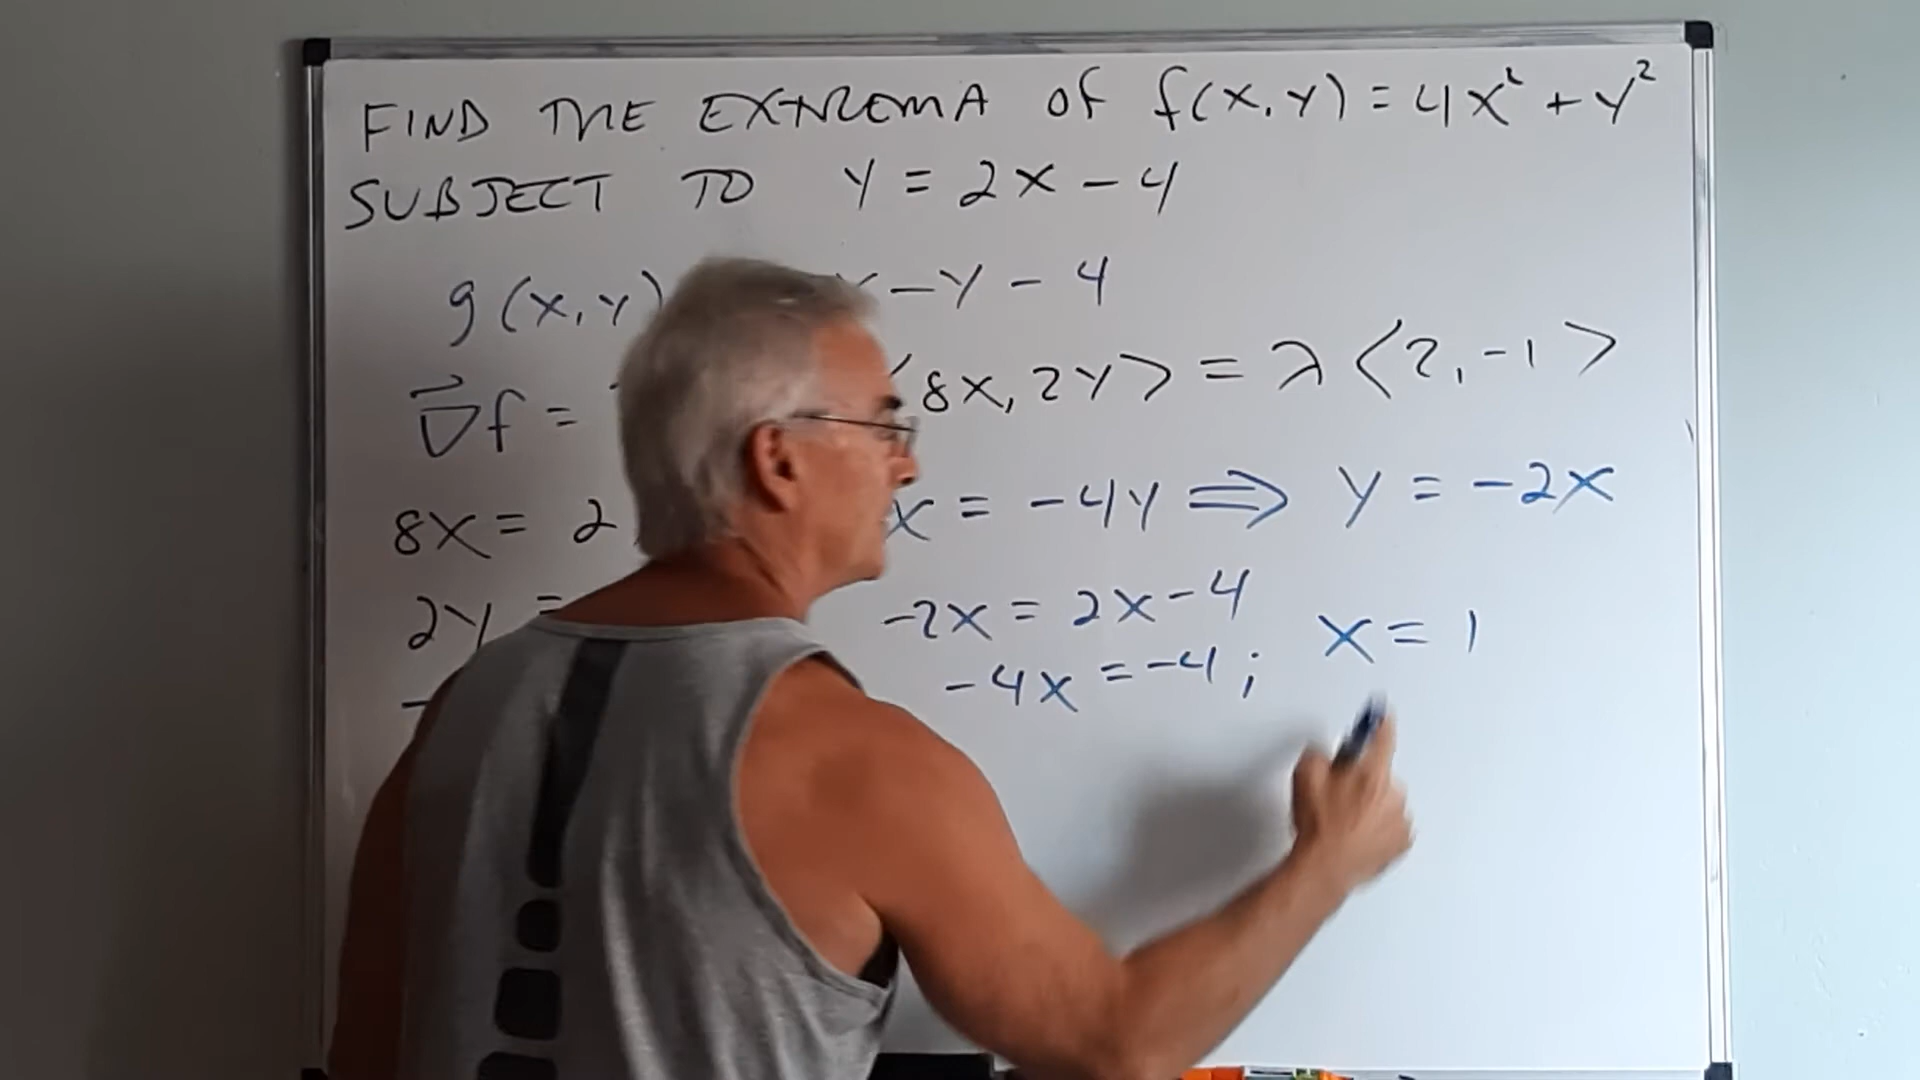 FIND THE EXTREMA OF f(x,y) = 4x² + y²
SUBJECT TO y = 2x - 4
g(x,y) x - y - 4
∇⃗f = ⟨8x, 2y⟩ = λ⟨2, -1⟩
8x = 2 x = -4y ⟹ y = -2x
2y = -2x = 2x - 4
- -4x = -4; x = 1